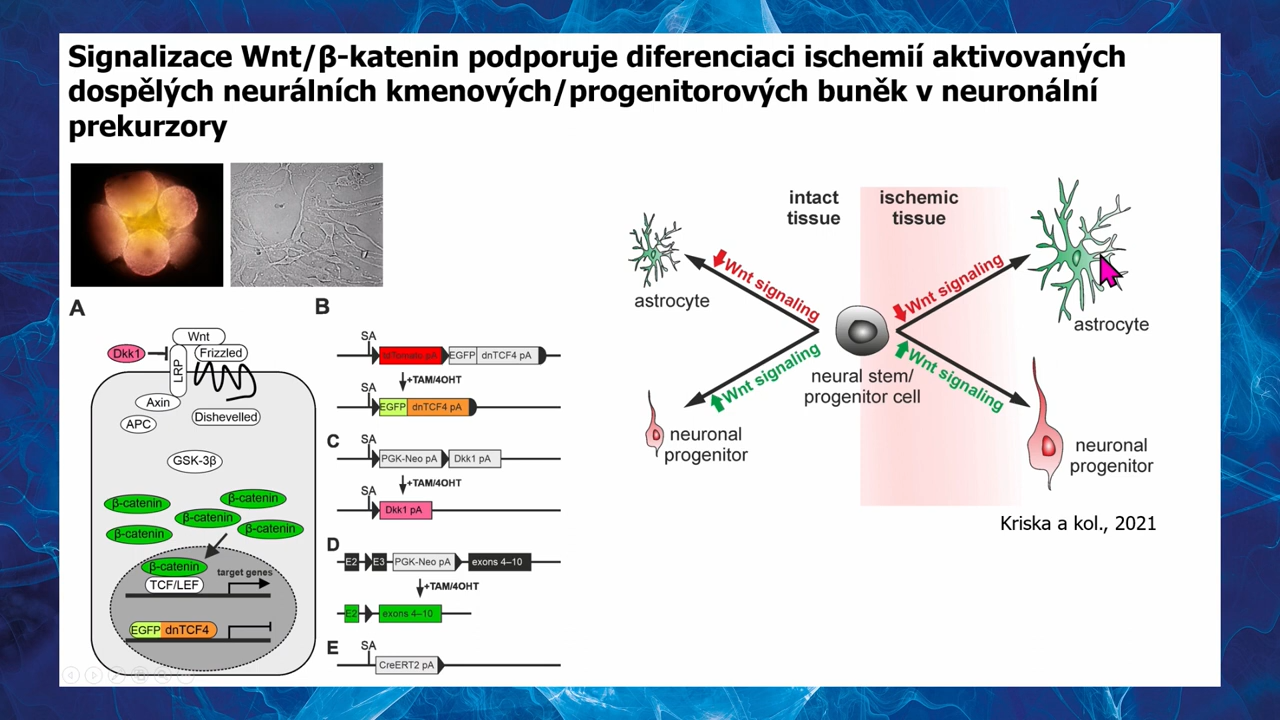 Signalizace Wnt/β-katenin podporuje diferenciaci ischemií aktivovaných
dospělých neurálních kmenových/progenitorových buněk v neuronální
prekurzory
A
Wnt
Dkk1
Frizzled
LRP
Axin
Dishevelled
APC
GSK-3β
β-catenin
β-catenin
β-catenin
β-catenin
β-catenin
β-catenin
target genes
TCF/LEF
EGFP dnTCF4
B
SA
tdTomato pA EGFP dnTCF4 pA
+TAM/4OHT
SA
EGFP dnTCF4 pA
C
SA
PGK-Neo pA Dkk1 pA
+TAM/4OHT
SA
Dkk1 pA
D
E2 E3 PGK-Neo pA exons 4–10
+TAM/4OHT
E2 exons 4–10
E
SA
CreERT2 pA
intact
tissue
ischemic
tissue
Wnt signaling
Wnt signaling
astrocyte
astrocyte
Wnt signaling
Wnt signaling
neural stem/
progenitor cell
neuronal
progenitor
neuronal
progenitor
Kriska a kol., 2021